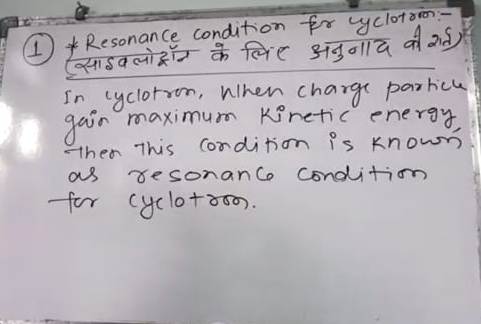 ① * Resonance condition for cyclotron:-
(साइक्लोट्रॉन के लिए अनुनाद की शर्त)
In cyclotron, When charge particle
gain maximum Kinetic energy
then This condition is known
as resonance condition
for cyclotron.